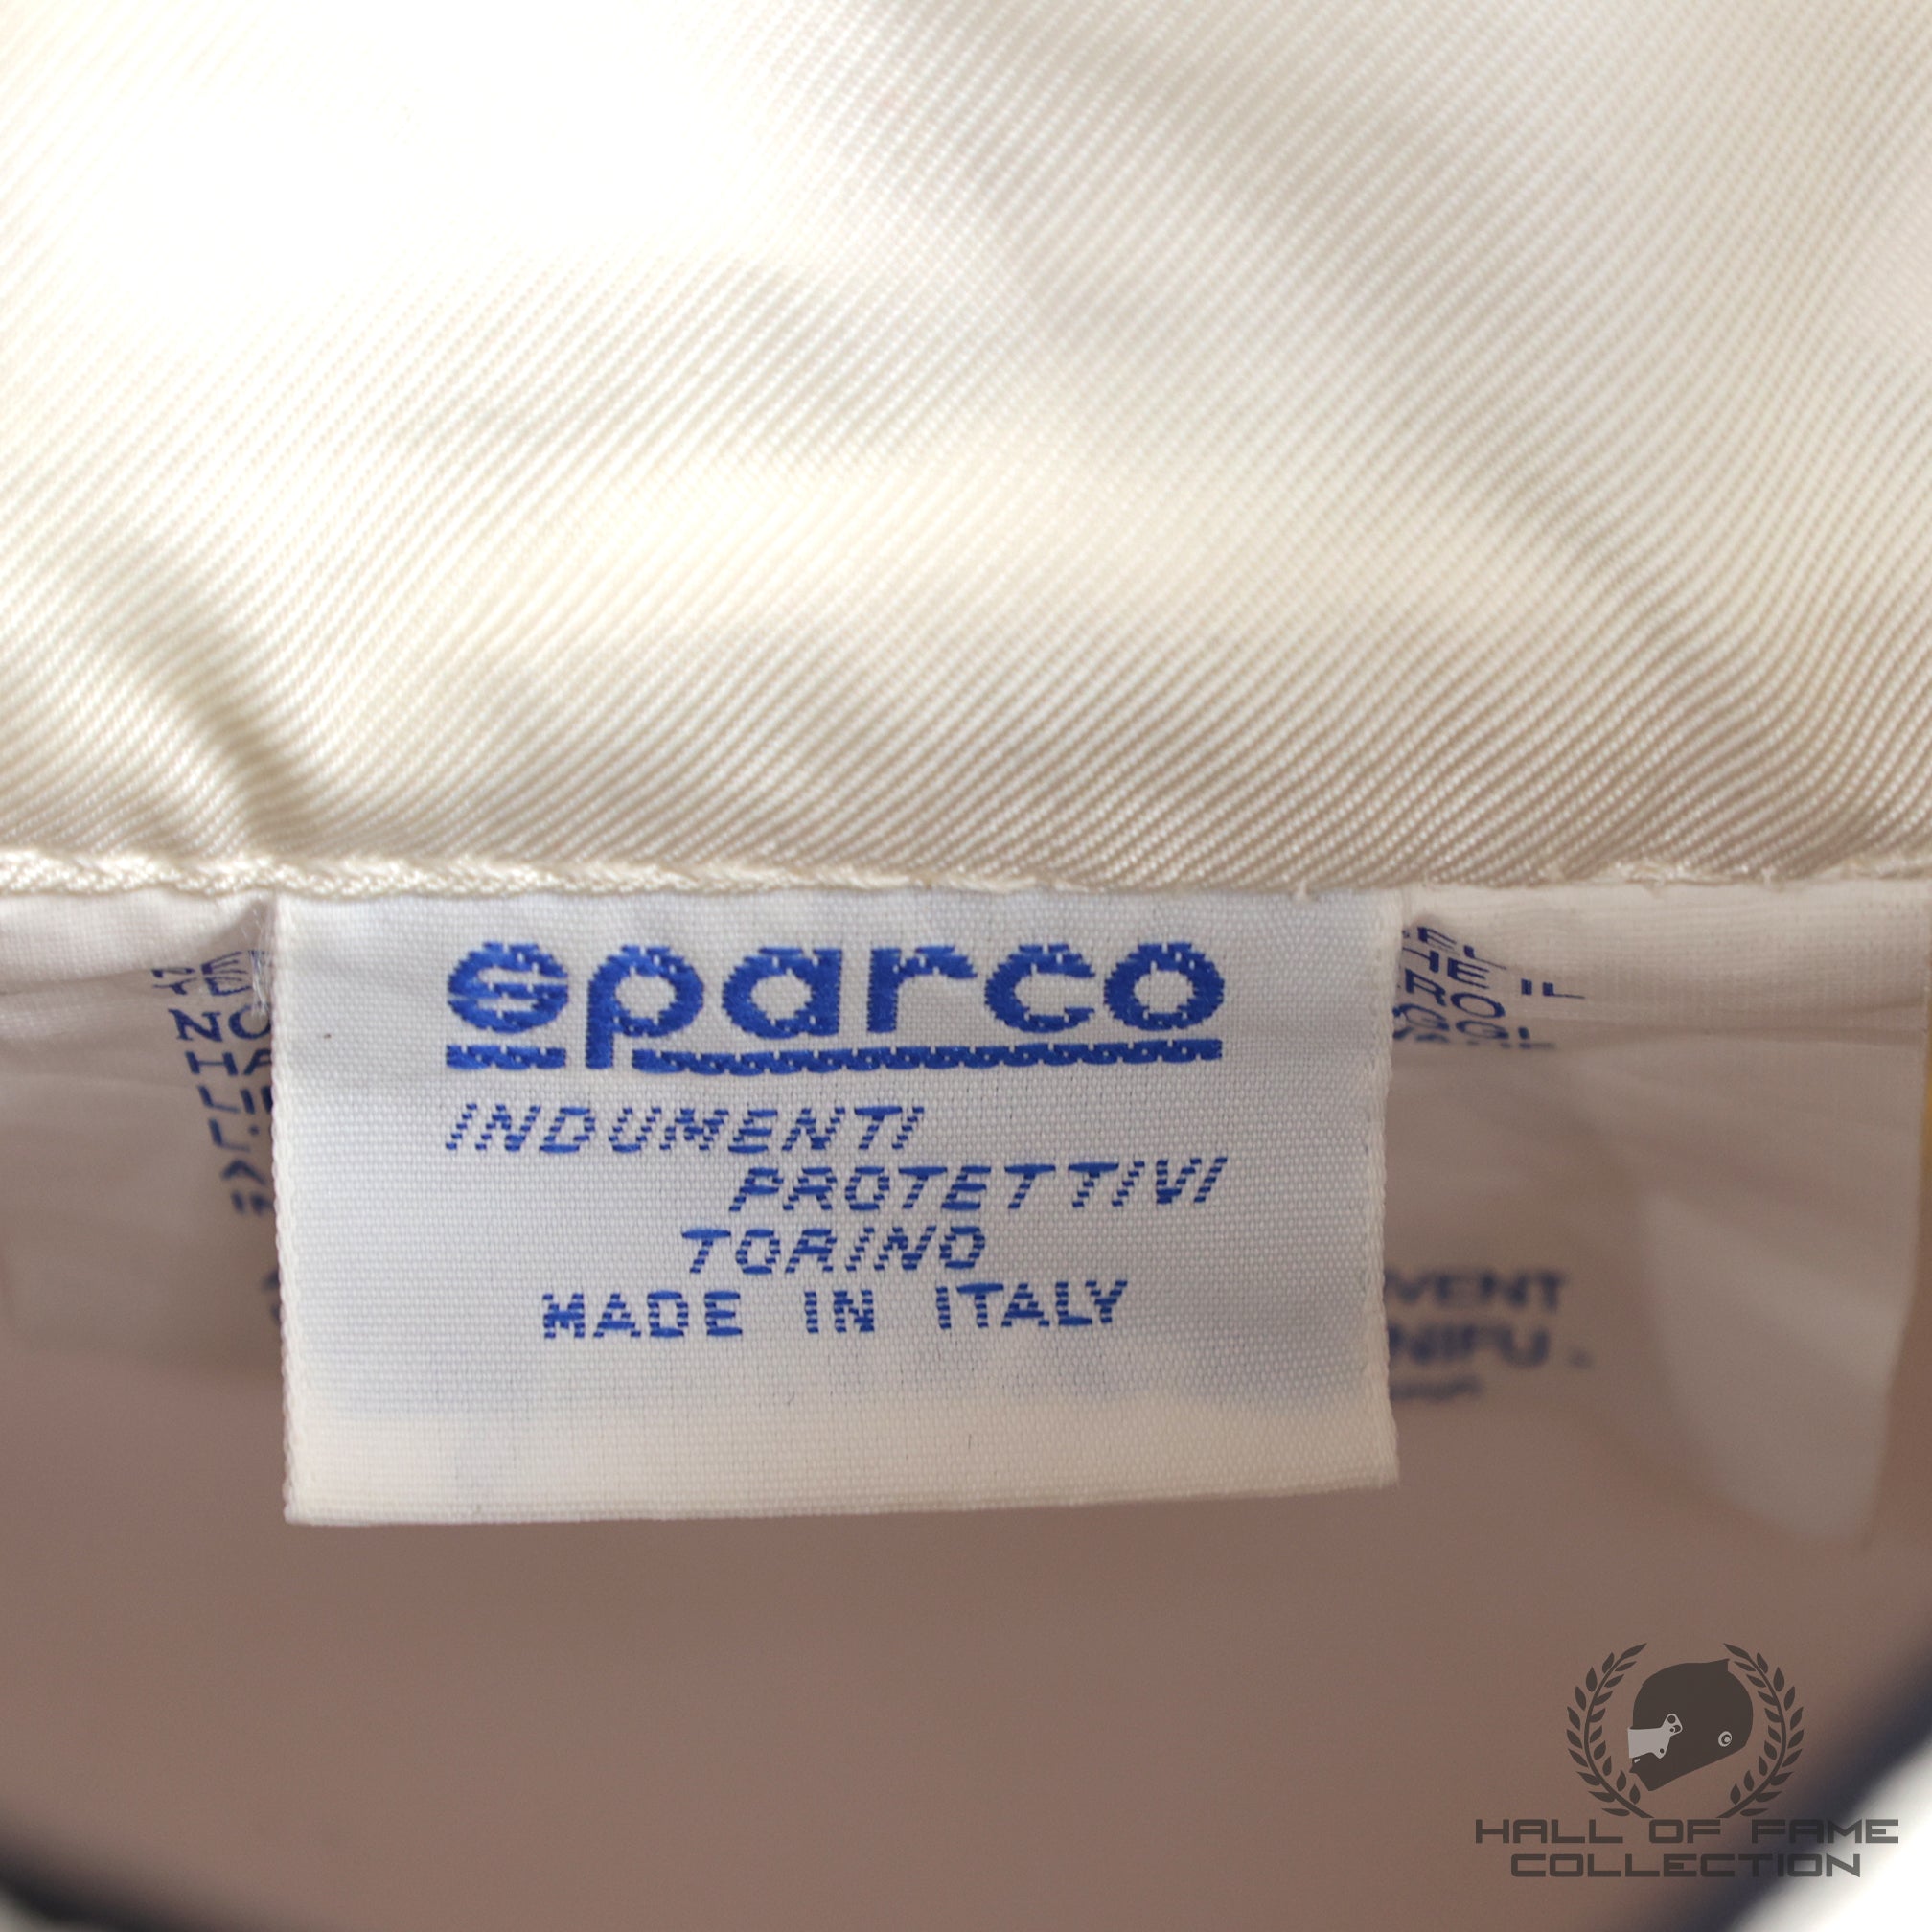 sparco
INDUMENTI
PROTETTIVI
TORINO
MADE IN ITALY
HALL OF FAME
COLLECTION